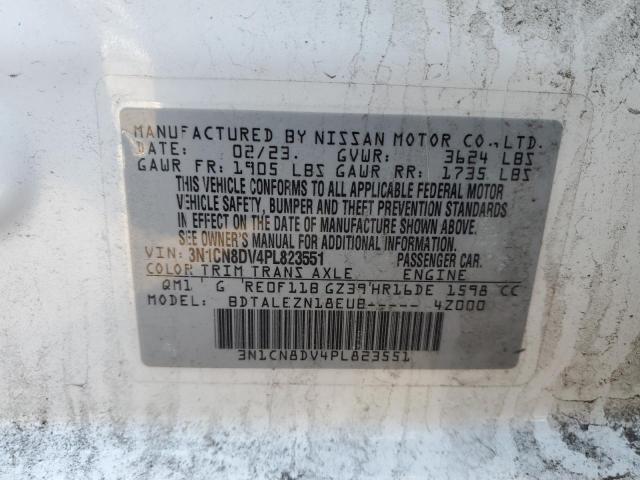 MANUFACTURED BY NISSAN MOTOR CO., LTD.
DATE: 02/23. GVWR: 3624 LBS
GAWR FR: 1905 LBS GAWR RR: 1735 LBS
THIS VEHICLE CONFORMS TO ALL APPLICABLE FEDERAL MOTOR
VEHICLE SAFETY, BUMPER AND THEFT PREVENTION STANDARDS
IN EFFECT ON THE DATE OF MANUFACTURE SHOWN ABOVE.
SEE OWNER'S MANUAL FOR ADDITIONAL INFORMATION
VIN: 3N1CN8DV4PL823551 PASSENGER CAR.
COLOR TRIM TRANS AXLE ENGINE
QM1 ' G 'RE0F11B GZ39'HR16DE 1598 CC
MODEL: BDTALEZN18EUB----- 4Z000
3N1CN8DV4PL823551